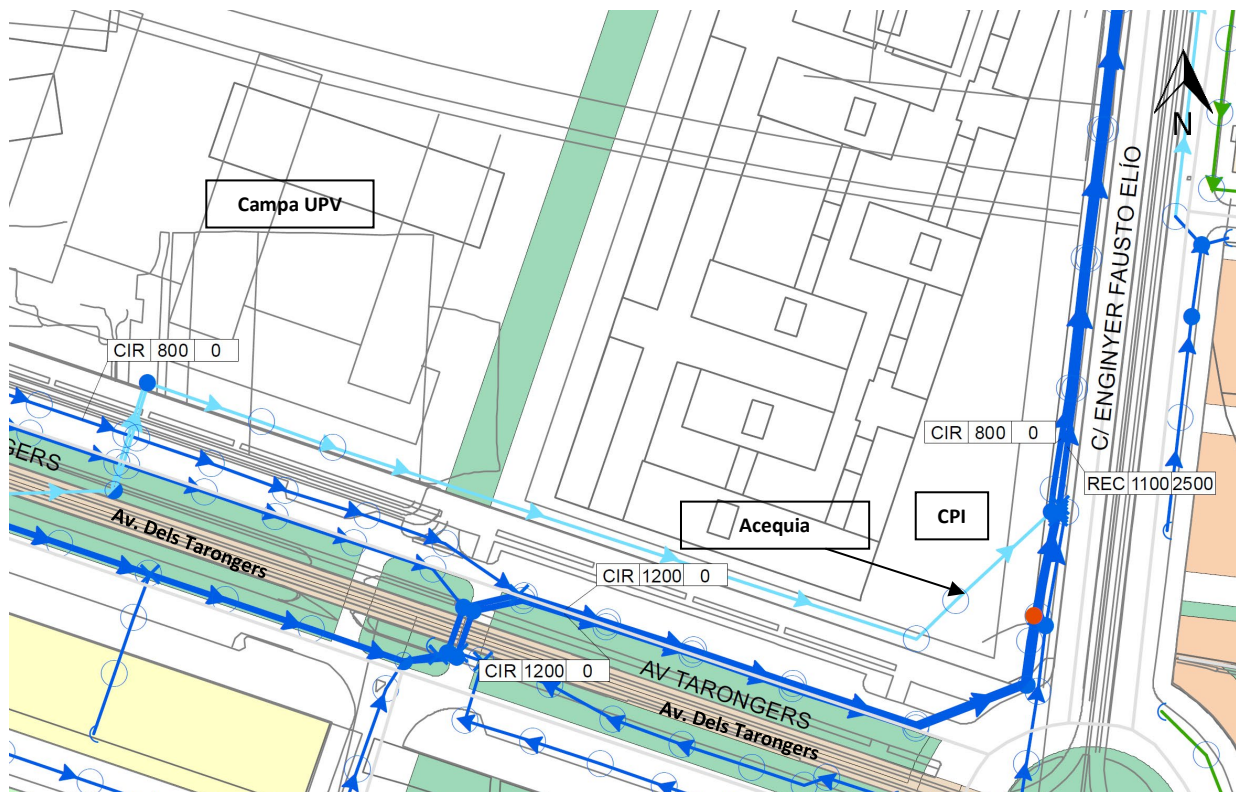 N
C/ ENGINYER FAUSTO ELÍO
Campa UPV
CIR 800 0
GERS
Av. Dels Tarongers
CIR 800 0
REC 1100 2500
Acequia
CPI
CIR 1200 0
CIR 1200 0
AV TARONGERS
Av. Dels Tarongers